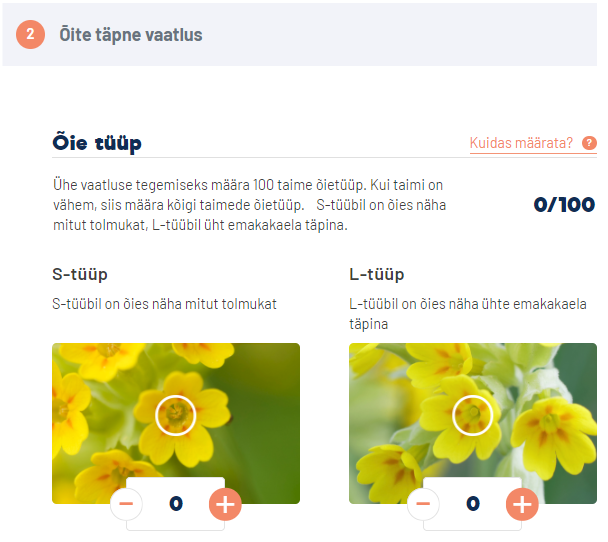 2 Õite täpne vaatlus
Õie tüüp
Kuidas määrata? ?
Ühe vaatluse tegemiseks määra 100 taime õietüüp. Kui taimi on
vähem, siis määra kõigi taimede õietüüp. S-tüübil on õies näha
mitut tolmukat, L-tüübil üht emakakaela täpina.
0/100
S-tüüp
S-tüübil on õies näha mitut tolmukat
L-tüüp
L-tüübil on õies näha ühte emakakaela
täpina
− 0 +
− 0 +